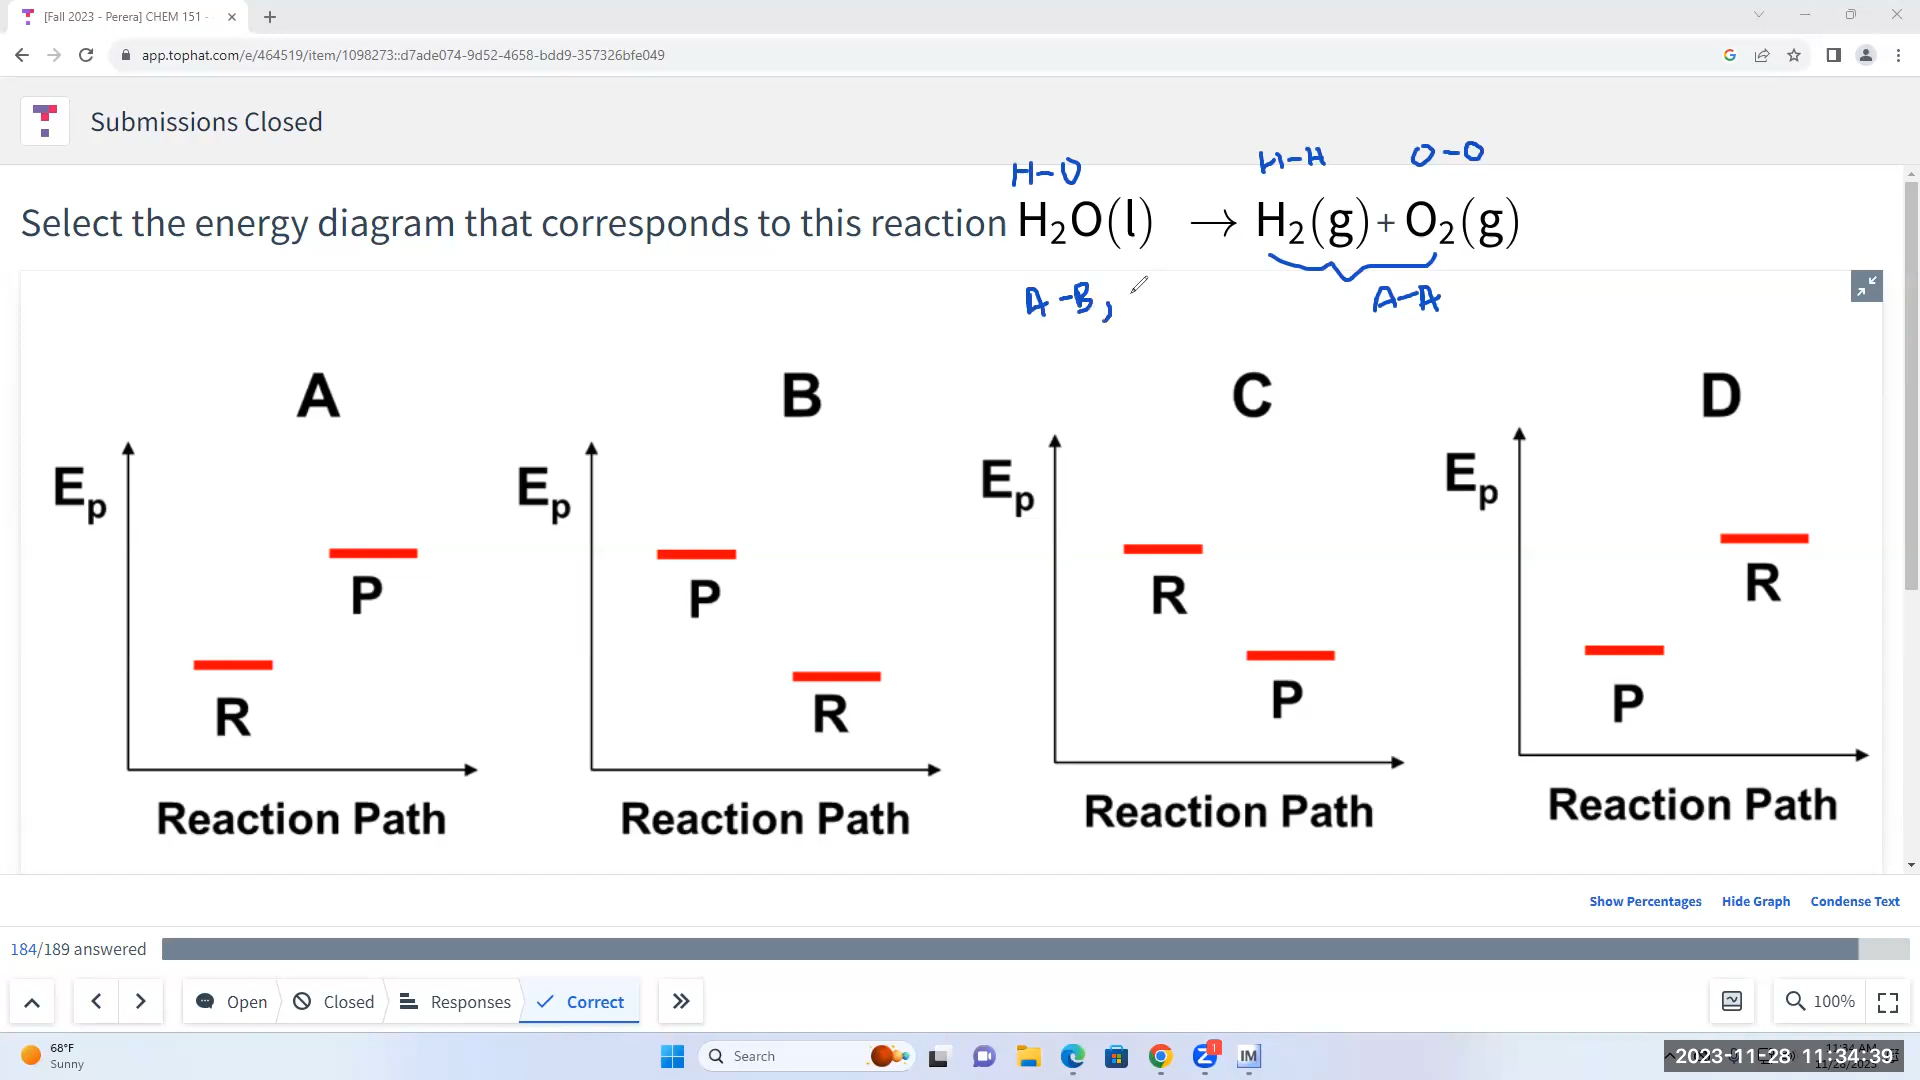 [Fall 2023 - Perera] CHEM 151 -
app.tophat.com/e/464519/item/1098273::d7ade074-9d52-4658-bdd9-357326bfe049
Submissions Closed
H-O H-H O-O
Select the energy diagram that corresponds to this reaction H₂O(l) → H₂(g) + O₂(g)
A-B, A-A
A B C D
Eₚ Eₚ Eₚ Eₚ
P P R R
R R P P
Reaction Path Reaction Path Reaction Path Reaction Path
Show Percentages Hide Graph Condense Text
184/189 answered
Open Closed Responses Correct 100%
68°F
Sunny
Search
1
IM
2023-11-28 11:34:39